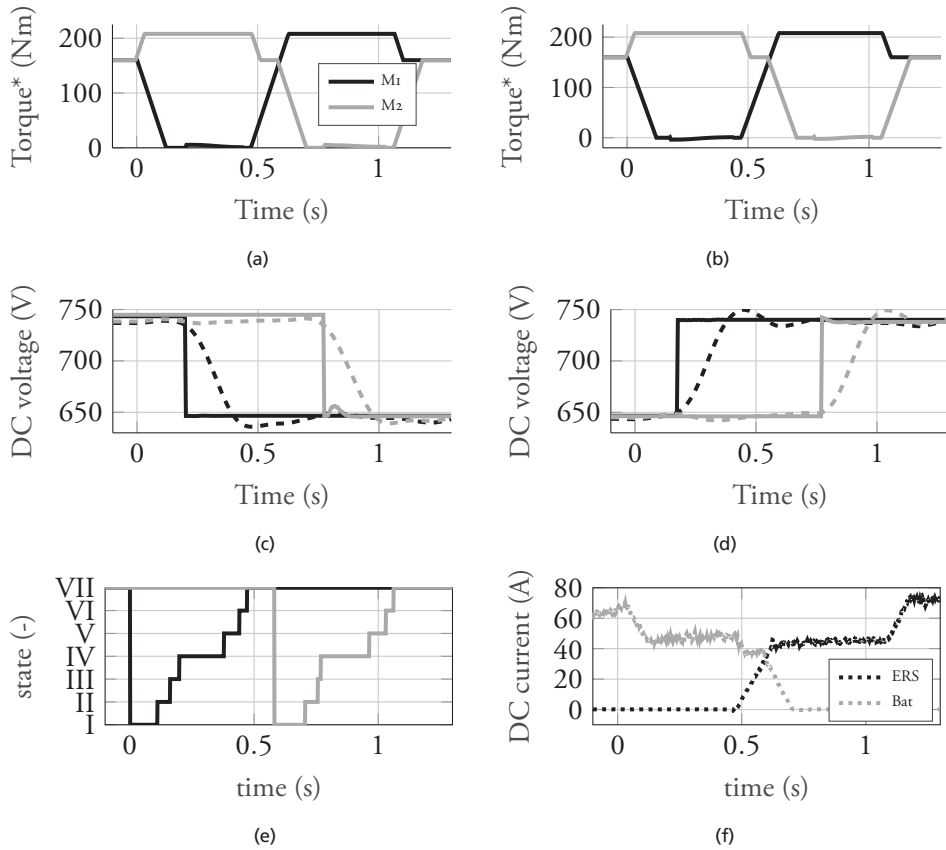 Torque* (Nm)
200
100
0
M1
M2
0
0.5
1
Time (s)
(a)
Torque* (Nm)
200
100
0
0
0.5
1
Time (s)
(b)
DC voltage (V)
750
700
650
0
0.5
1
Time (s)
(c)
DC voltage (V)
750
700
650
0
0.5
1
Time (s)
(d)
state (-)
VII
VI
V
IV
III
II
I
0
0.5
1
time (s)
(e)
DC current (A)
80
60
40
20
0
ERS
Bat
0
0.5
1
time (s)
(f)